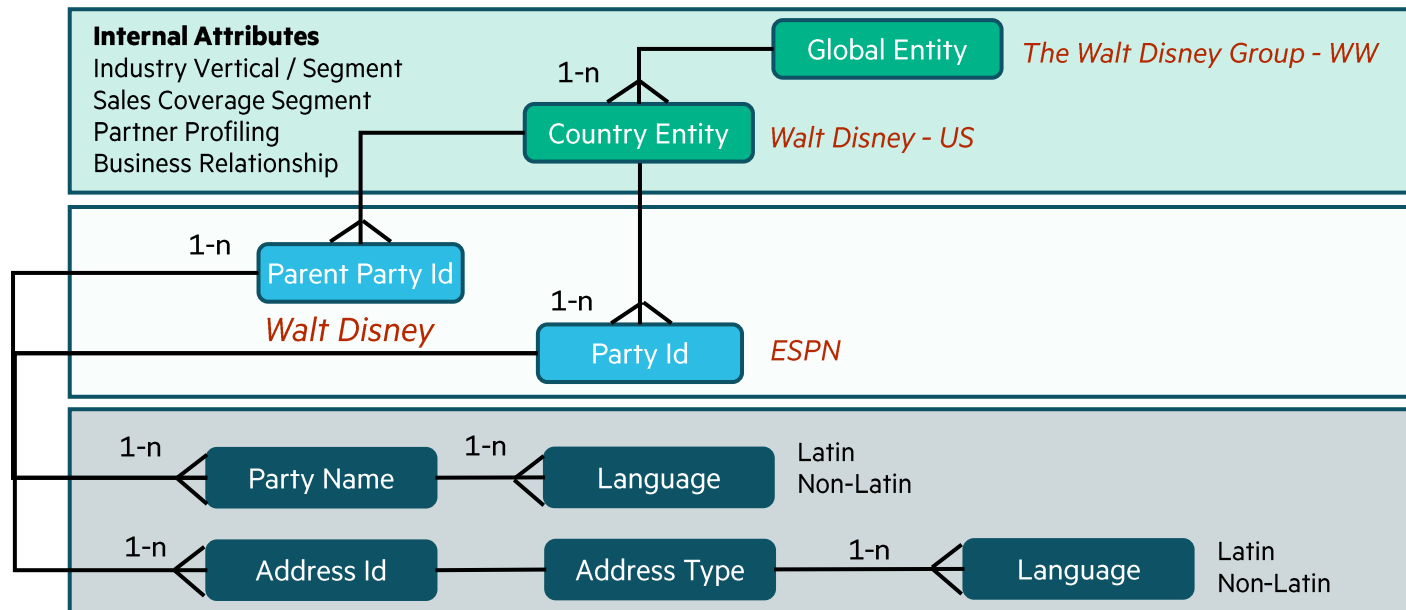 Internal Attributes
Industry Vertical / Segment
Sales Coverage Segment
Partner Profiling
Business Relationship
Global Entity
The Walt Disney Group - WW
1-n
Country Entity
Walt Disney - US
1-n
Parent Party Id
Walt Disney
1-n
Party Id
ESPN
1-n
Party Name
1-n
Language
Latin
Non-Latin
1-n
Address Id
Address Type
1-n
Language
Latin
Non-Latin